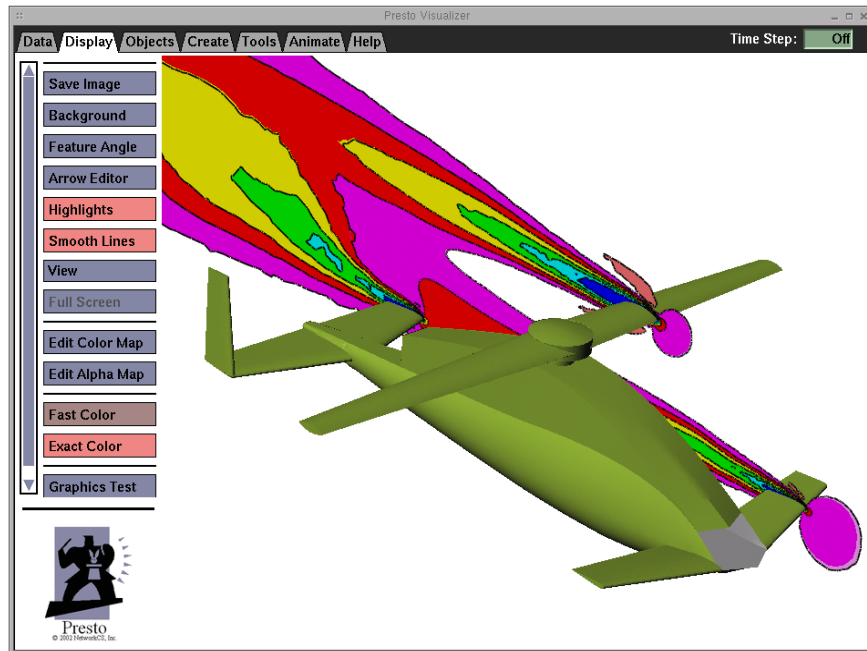 Presto Visualizer
Data Display Objects Create Tools Animate Help Time Step: Off
Save Image
Background
Feature Angle
Arrow Editor
Highlights
Smooth Lines
View
Full Screen
Edit Color Map
Edit Alpha Map
Fast Color
Exact Color
Graphics Test
Presto
© 2002 NetworkCS, Inc.